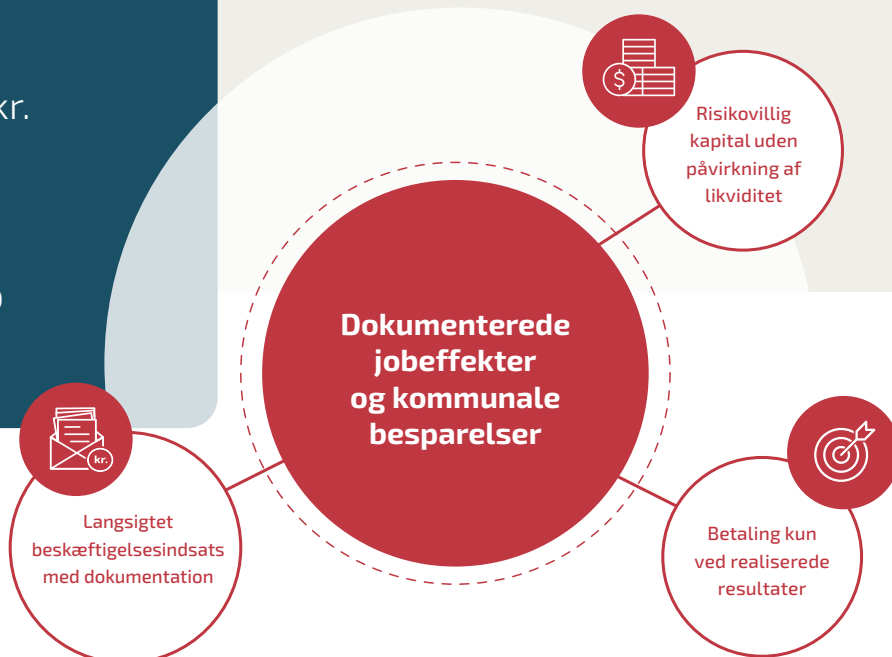 kr.
Risikovillig
kapital uden
påvirkning af
likviditet
Dokumenterede
jobeffekter
og kommunale
besparelser
kr.
Langsigtet
beskæftigelsesindsats
med dokumentation
Betaling kun
ved realiserede
resultater